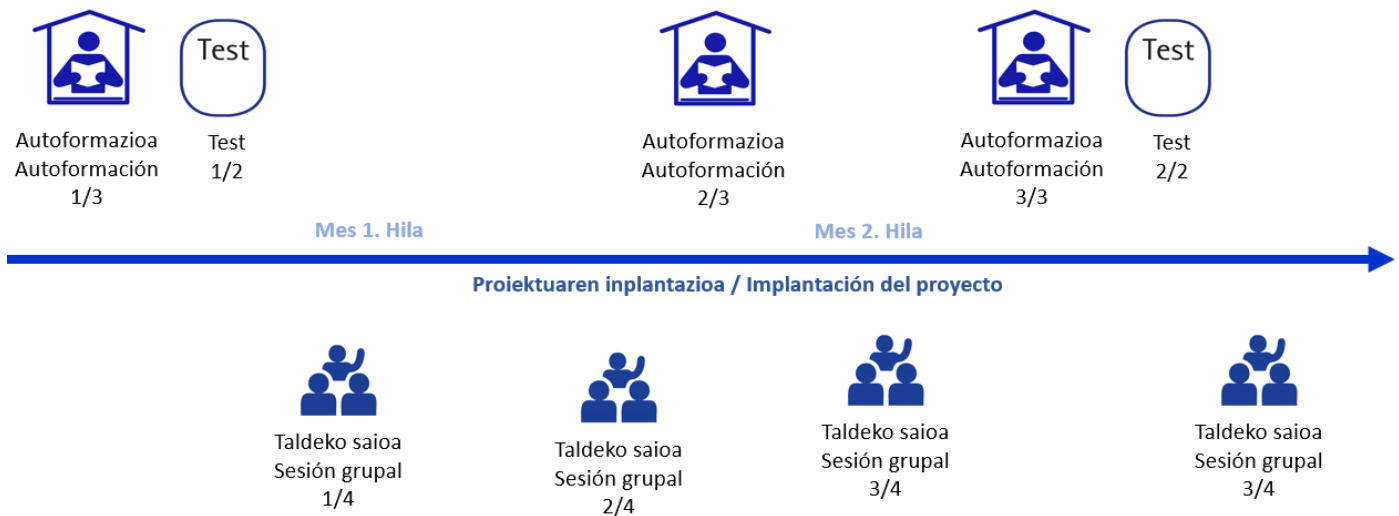 Test
Test
Autoformazioa
Autoformación
1/3
Test
1/2
Autoformazioa
Autoformación
2/3
Autoformazioa
Autoformación
3/3
Test
2/2
Mes 1. Hila
Mes 2. Hila
Proiektuaren inplantazioa / Implantación del proyecto
Taldeko saioa
Sesión grupal
1/4
Taldeko saioa
Sesión grupal
2/4
Taldeko saioa
Sesión grupal
3/4
Taldeko saioa
Sesión grupal
3/4